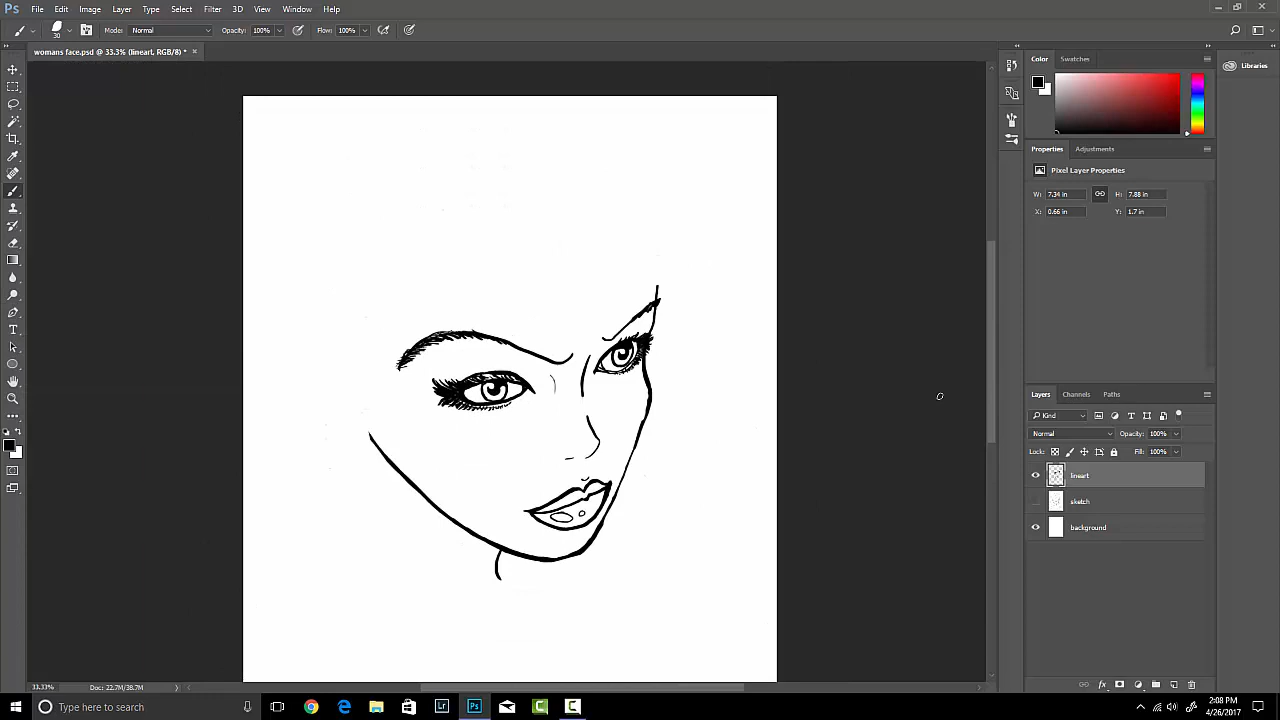 Ps File Edit Image Layer Type Select Filter 3D View Window Help
30 Mode: Normal Opacity: 100% Flow: 100%
womans face.psd @ 33.3% (lineart, RGB/8) *
Color Swatches
Libraries
Properties Adjustments
Pixel Layer Properties
W: 7.34 in H: 7.88 in
X: 0.66 in Y: 1.7 in
Layers Channels Paths
Kind
Normal Opacity: 100%
Lock: Fill: 100%
lineart
sketch
background
33.33% Doc: 22.7M/38.7M
Type here to search
Lr Ps
2:08 PM
4/26/2017